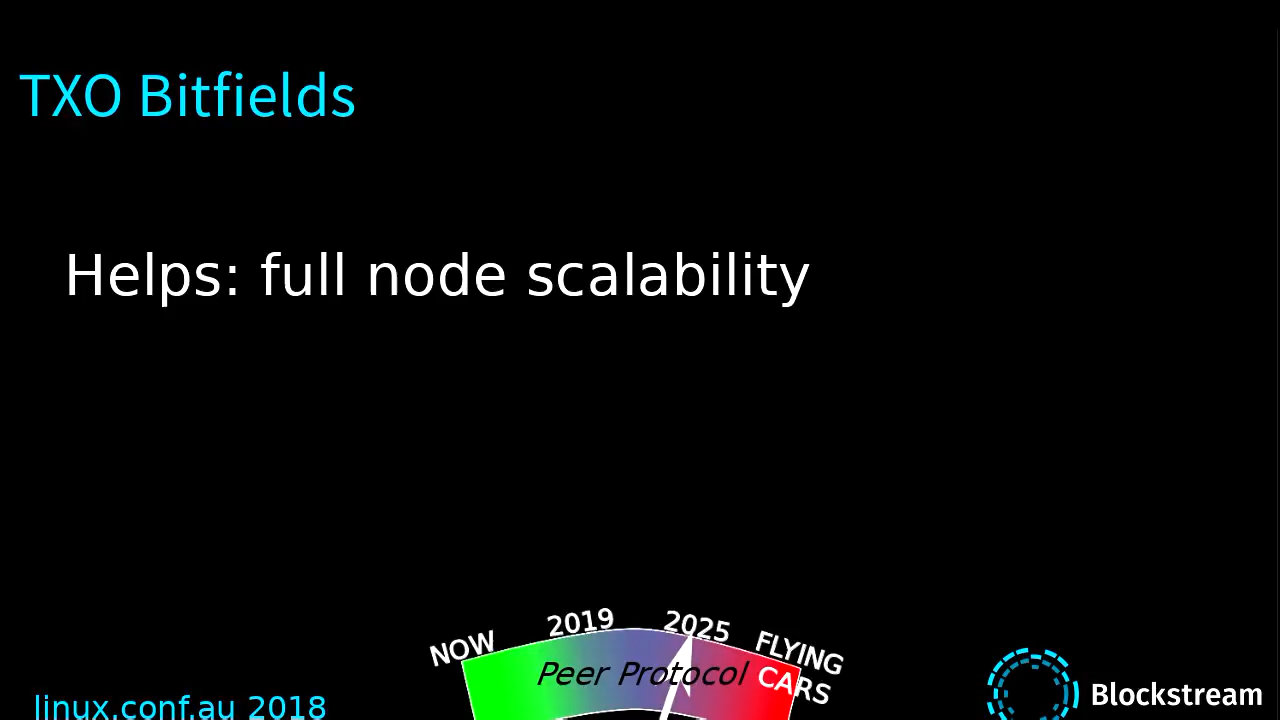 TXO Bitfields
Helps: full node scalability
NOW
2019
2025
FLYING
CARS
Peer Protocol
linux.conf.au 2018
Blockstream